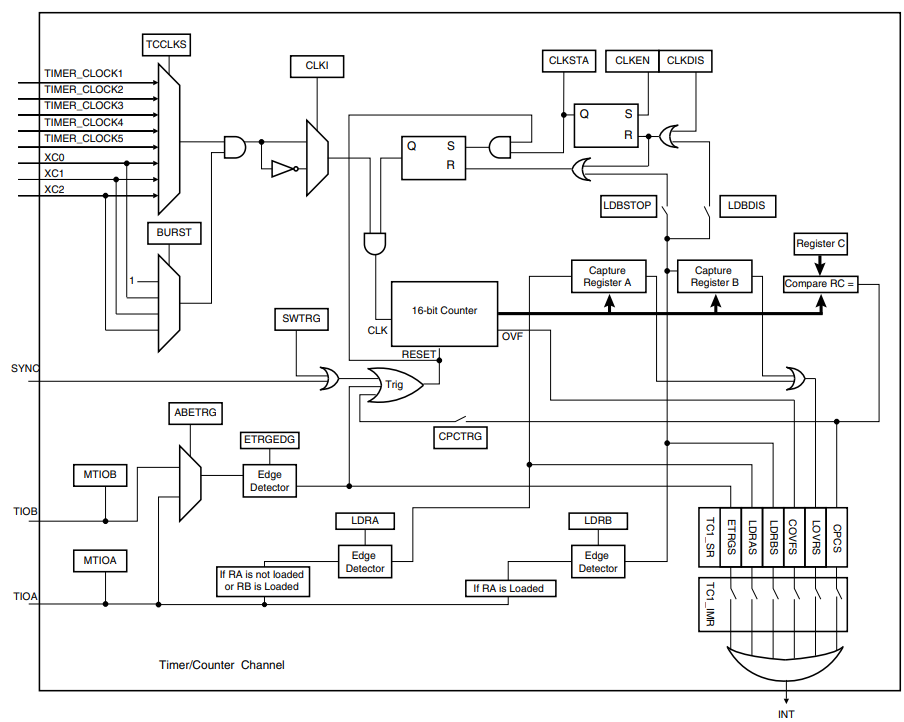 TCCLKS
TIMER_CLOCK1
TIMER_CLOCK2
TIMER_CLOCK3
TIMER_CLOCK4
TIMER_CLOCK5
XC0
XC1
XC2
CLKI
CLKSTA
CLKEN
CLKDIS
Q
S
R
Q
S
R
LDBSTOP
LDBDIS
BURST
1
Register C
Capture
Register A
Capture
Register B
Compare RC =
16-bit Counter
CLK
OVF
RESET
SWTRG
SYNC
Trig
ABETRG
ETRGEDG
CPCTRG
MTIOB
Edge
Detector
TIOB
MTIOA
LDRA
LDRB
Edge
Detector
Edge
Detector
If RA is not loaded
or RB is Loaded
If RA is Loaded
TIOA
TC1_SR
ETRGS
LDRAS
LDRBS
COVFS
LOVRS
CPCS
TC1_IMR
Timer/Counter Channel
INT